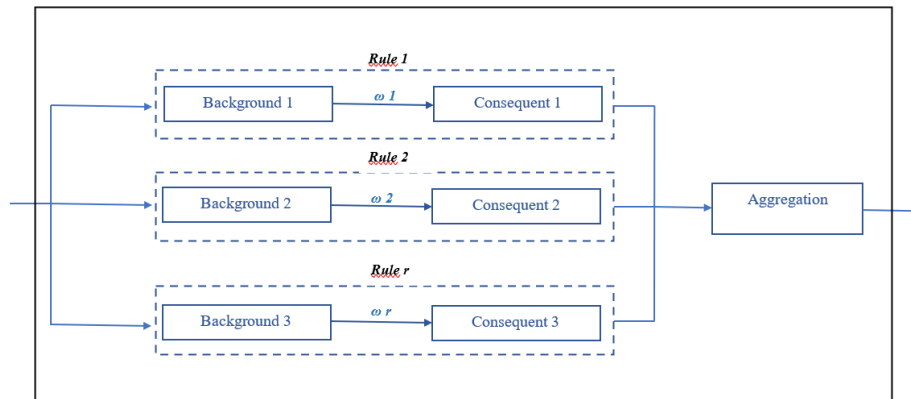 Rule 1
Background 1
ω 1
Consequent 1
Rule 2
Background 2
ω 2
Consequent 2
Aggregation
Rule r
Background 3
ω r
Consequent 3